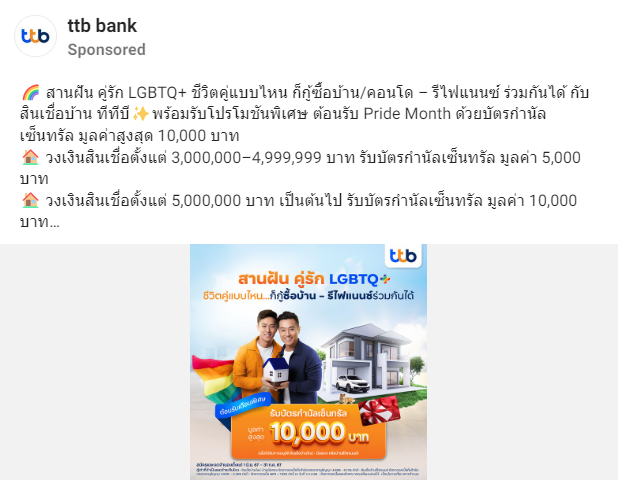 ttb
ttb bank
Sponsored
🌈 สานฝัน คู่รัก LGBTQ+ ชีวิตคู่แบบไหน ก็กู้ซื้อบ้าน/คอนโด – รีไฟแนนซ์ ร่วมกันได้ กับ
สินเชื่อบ้าน ทีทีบี ✨ พร้อมรับโปรโมชันพิเศษ ต้อนรับ Pride Month ด้วยบัตรกำนัล
เซ็นทรัล มูลค่าสูงสุด 10,000 บาท
🏠 วงเงินสินเชื่อตั้งแต่ 3,000,000–4,999,999 บาท รับบัตรกำนัลเซ็นทรัล มูลค่า 5,000
บาท
🏠 วงเงินสินเชื่อตั้งแต่ 5,000,000 บาท เป็นต้นไป รับบัตรกำนัลเซ็นทรัล มูลค่า 10,000
บาท...
ttb
สานฝัน คู่รัก LGBTQ+
ชีวิตคู่แบบไหน...ก็กู้ซื้อบ้าน - รีไฟแนนซ์ร่วมกันได้
ต้อนรับเดือนพิเศษ
รับบัตรกำนัลเซ็นทรัล
มูลค่าสูงสุด 10,000 บาท